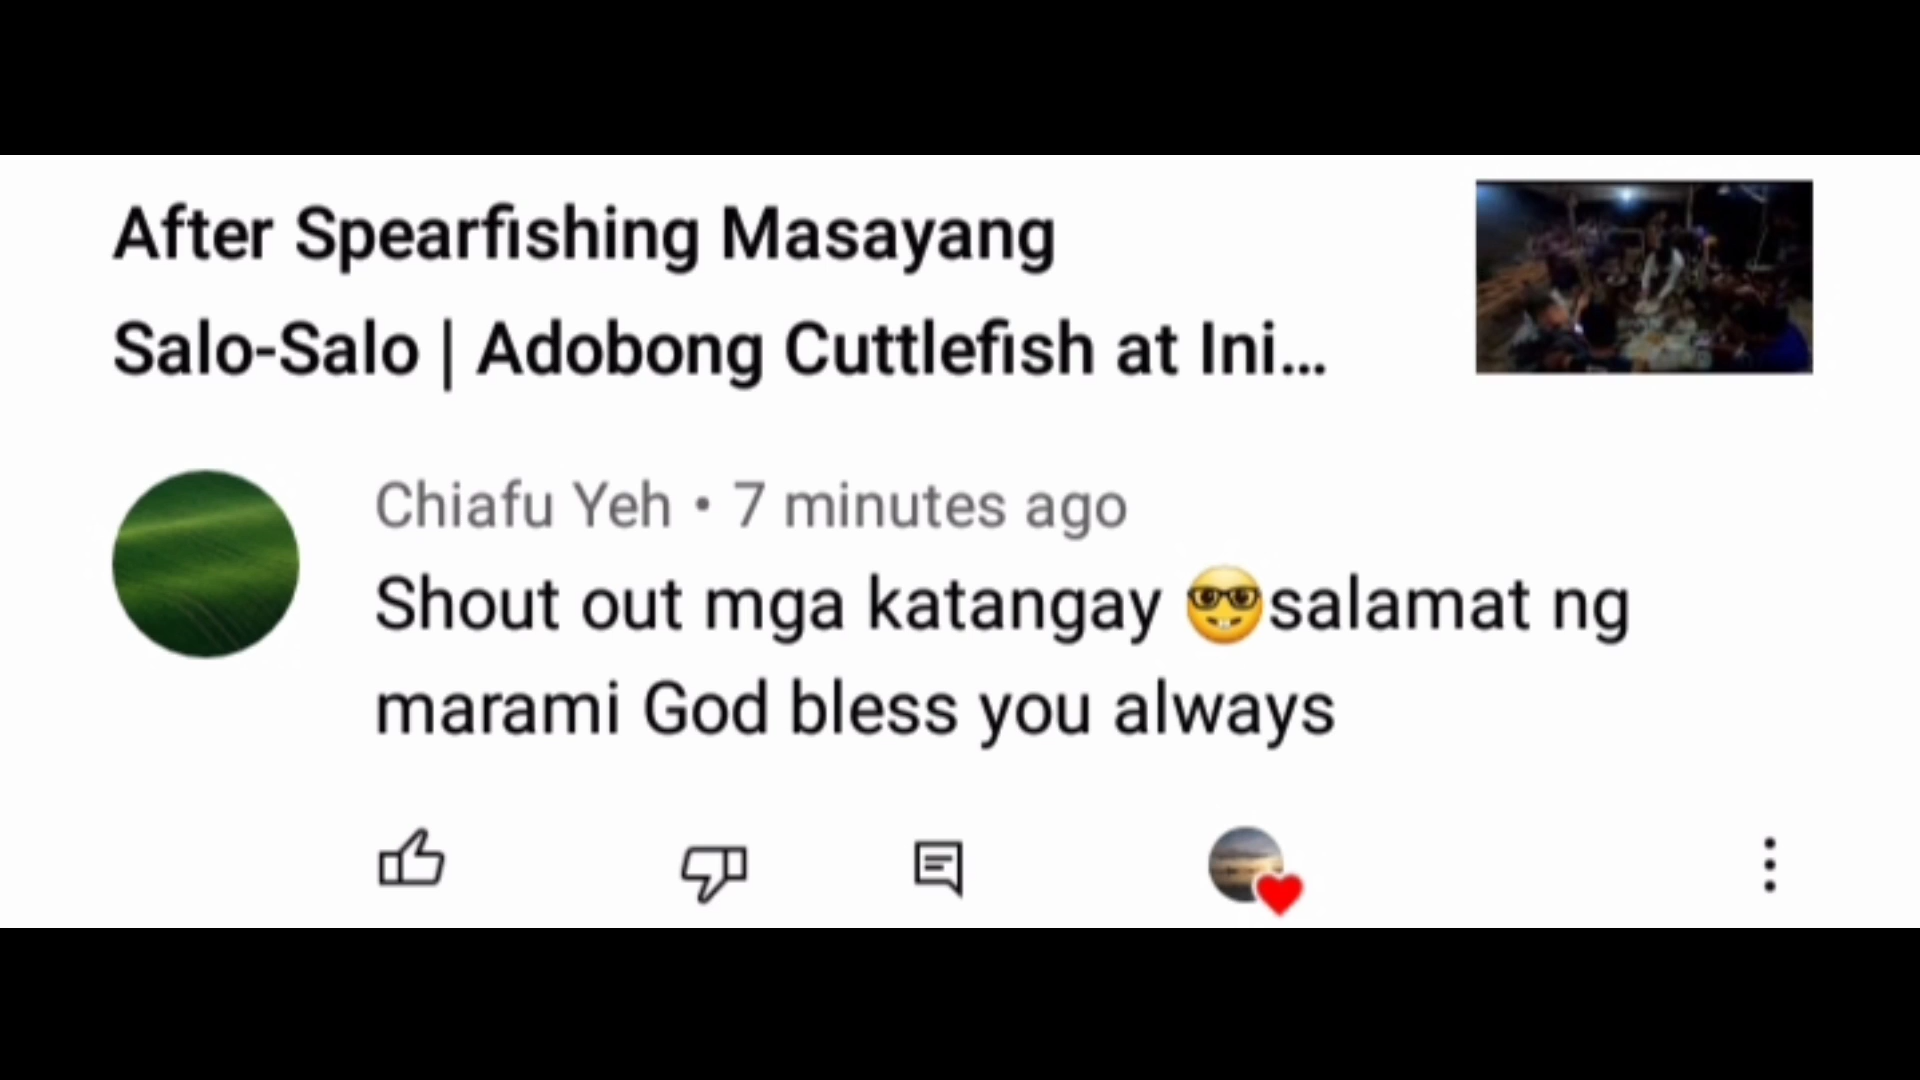 After Spearfishing Masayang
Salo-Salo | Adobong Cuttlefish at Ini...
Chiafu Yeh • 7 minutes ago
Shout out mga katangay 🤓salamat ng
marami God bless you always